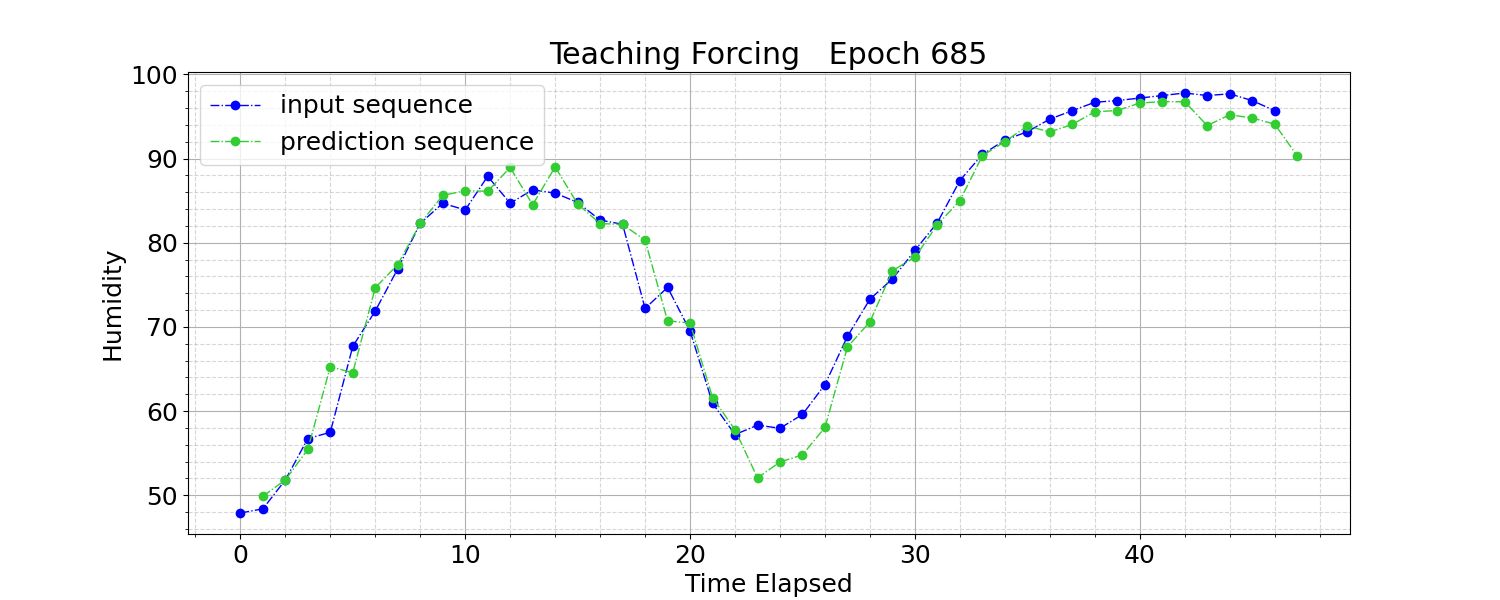 Teaching Forcing   Epoch 685
100
90
80
70
60
50
Humidity
input sequence
prediction sequence
0 10 20 30 40
Time Elapsed